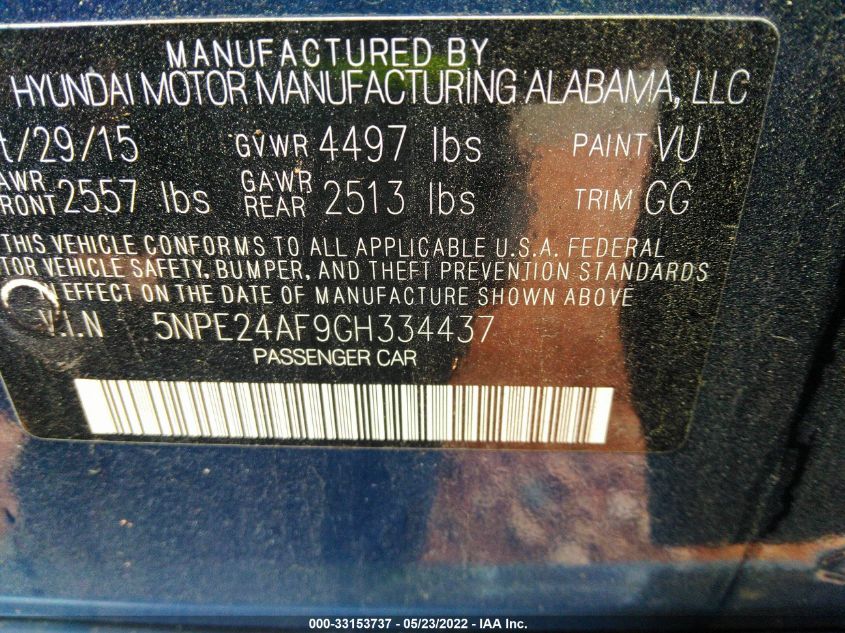 MANUFACTURED BY
HYUNDAI MOTOR MANUFACTURING ALABAMA, LLC
/29/15 GVWR 4497 lbs PAINT VU
AWR FRONT 2557 lbs GAWR REAR 2513 lbs TRIM GG
THIS VEHICLE CONFORMS TO ALL APPLICABLE U.S.A. FEDERAL
TOR VEHICLE SAFETY, BUMPER, AND THEFT PREVENTION STANDARDS
IN EFFECT ON THE DATE OF MANUFACTURE SHOWN ABOVE
V.I.N 5NPE24AF9GH334437
PASSENGER CAR
000-33153737 - 05/23/2022 - IAA Inc.